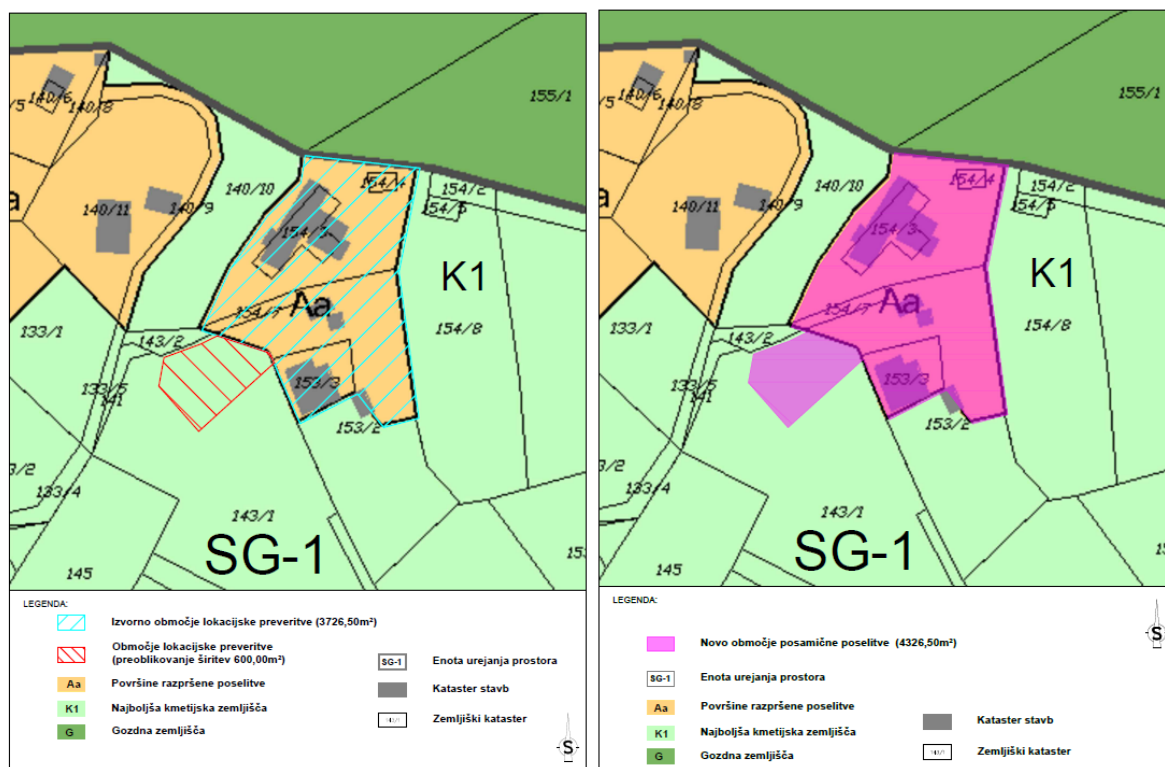 155/1
140/6
140/8
/5
140/10
154/4
154/2
154/5
140/11
140/9
154/3
a
K1
Aa
154/7
133/1
143/2
154/8
153/3
133/5
141
153/2
3/2
133/4
143/1
SG-1
145
LEGENDA:
Izvorno območje lokacijske preveritve (3726,50m²)
Območje lokacijske preveritve
(preoblikovanje širitev 600,00m²)
SG-1 Enota urejanja prostora
Aa Površine razpršene poselitve
Kataster stavb
K1 Najboljša kmetijska zemljišča
Zemljiški kataster
G Gozdna zemljišča
S
155/1
140/6
140/8
/5
140/10
154/4
154/2
154/5
140/11
140/9
154/3
a
K1
Aa
154/7
133/1
143/2
154/8
153/3
133/5
141
153/2
3/2
133/4
143/1
SG-1
145
LEGENDA:
Novo območje posamične poselitve (4326,50m²)
SG-1 Enota urejanja prostora
Aa Površine razpršene poselitve
Kataster stavb
K1 Najboljša kmetijska zemljišča
Zemljiški kataster
G Gozdna zemljišča
S